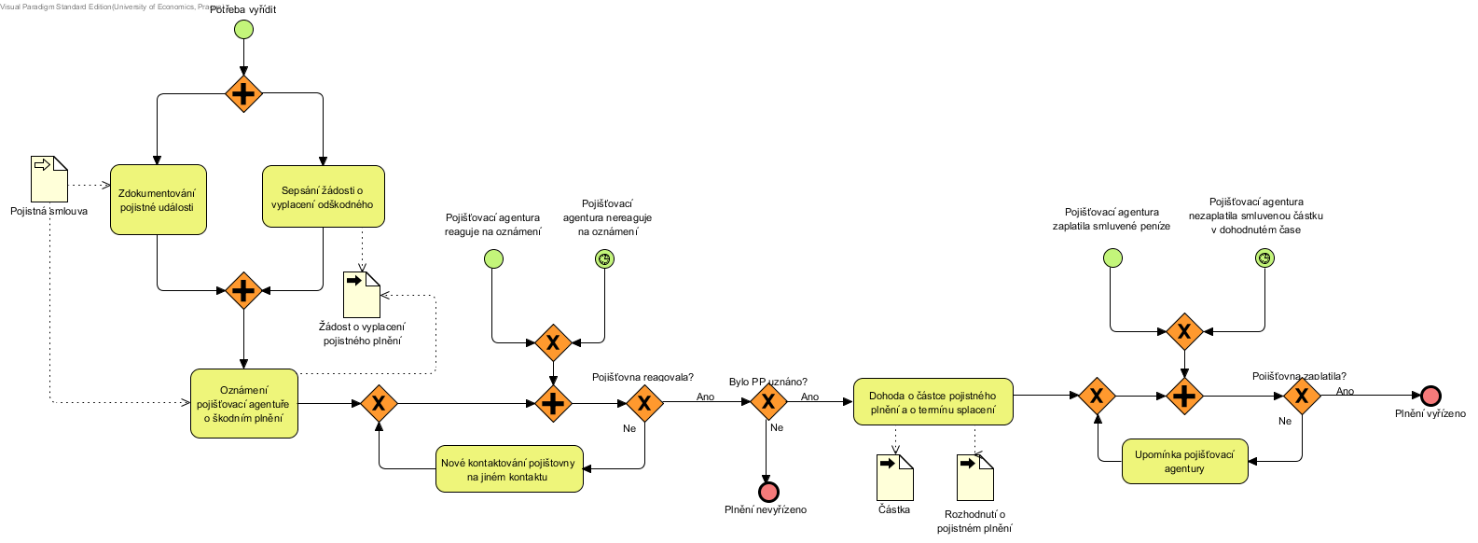 Visual Paradigm Standard Edition(University of Economics, Prague)
Potřeba vyřídit
Pojistná smlouva
Zdokumentování
pojistné události
Sepsání žádosti o
vyplacení odškodného
Žádost o vyplacení
pojistného plnění
Oznámení
pojišťovací agentuře
o škodním plnění
Pojišťovací agentura
reaguje na oznámení
Pojišťovací
agentura nereaguje
na oznámení
Pojišťovna reagovala?
Ano
Ne
Nové kontaktování pojištovny
na jiném kontaktu
Bylo PP uznáno?
Ano
Ne
Plnění nevyřízeno
Dohoda o částce pojistného
plnění a o termínu splacení
Částka
Rozhodnutí o
pojistném plnění
Pojišťovací agentura
zaplatila smluvené peníze
Pojišťovací agentura
nezaplatila smluvenou částku
v dohodnutém čase
Pojišťovna zaplatila?
Ano
Ne
Upomínka pojišťovací
agentury
Plnění vyřízeno